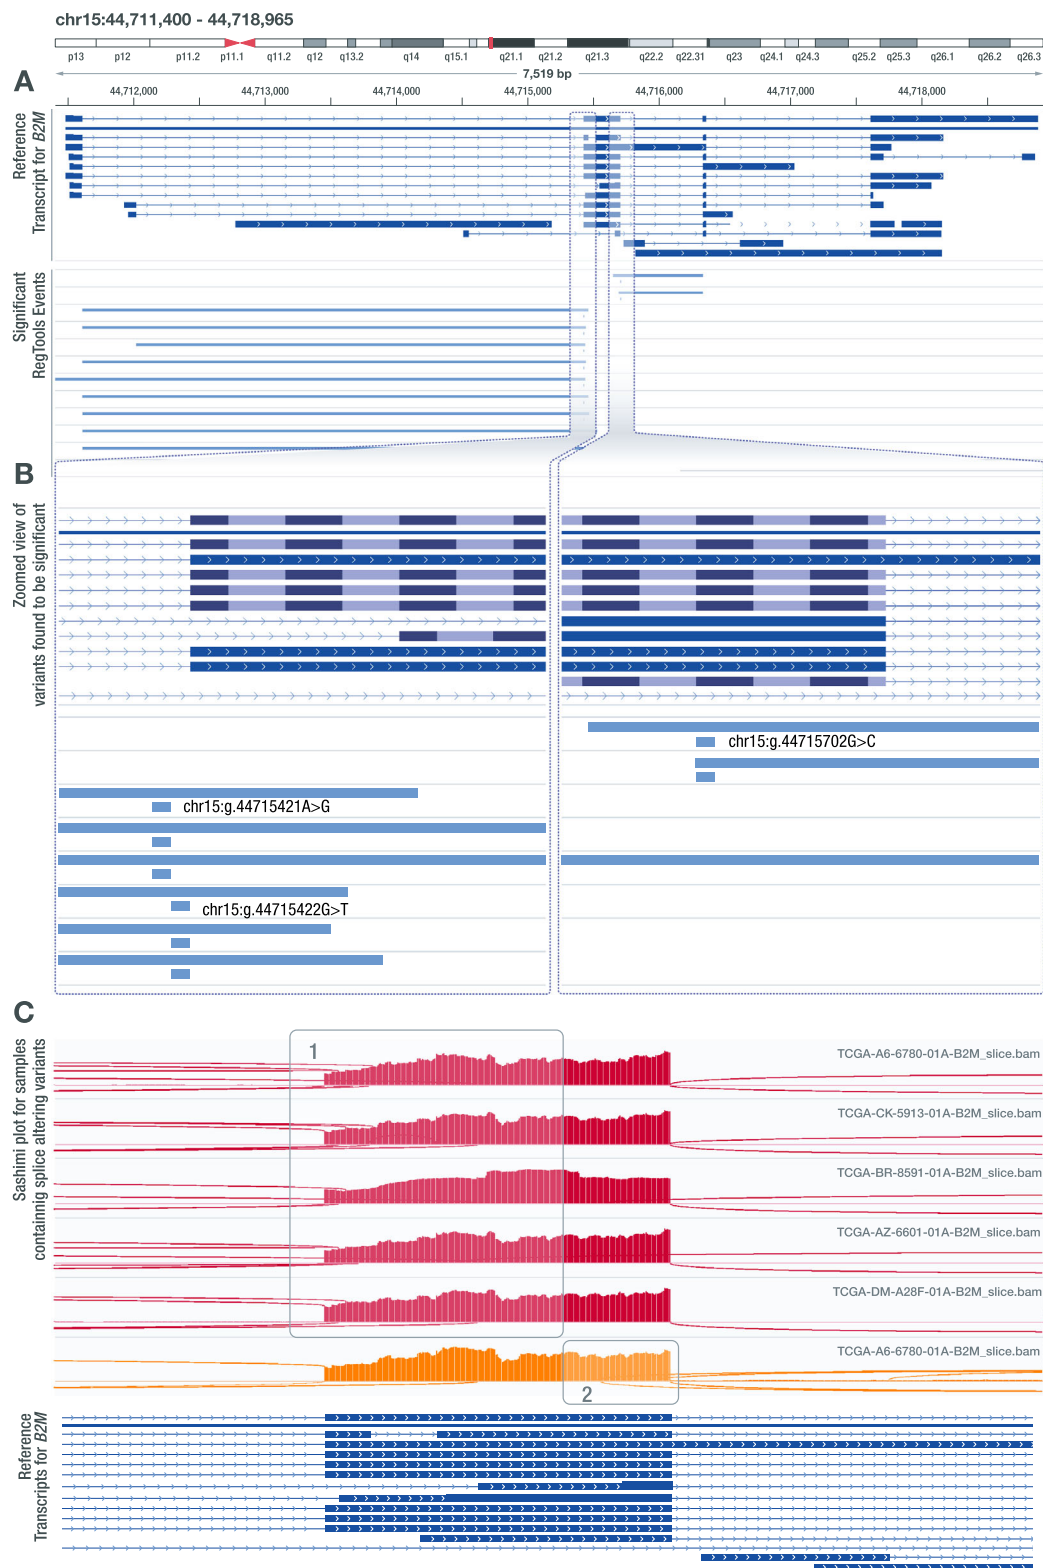 chr15:44,711,400 - 44,718,965
p13 p12 p11.2 p11.1 q11.2 q12 q13.2 q14 q15.1 q21.1 q21.2 q21.3 q22.2 q22.31 q23 q24.1 q24.3 q25.2 q25.3 q26.1 q26.2 q26.3
A
7,519 bp
44,712,000 44,713,000 44,714,000 44,715,000 44,716,000 44,717,000 44,718,000
Reference
Transcript for B2M
Significant
RegTools Events
B
Zoomed view of
variants found to be significant
chr15:g.44715702G>C
chr15:g.44715421A>G
chr15:g.44715422G>T
C
Sashimi plot for samples
containnig splice altering variants
1
TCGA-A6-6780-01A-B2M_slice.bam
TCGA-CK-5913-01A-B2M_slice.bam
TCGA-BR-8591-01A-B2M_slice.bam
TCGA-AZ-6601-01A-B2M_slice.bam
TCGA-DM-A28F-01A-B2M_slice.bam
TCGA-A6-6780-01A-B2M_slice.bam
2
Reference
Transcripts for B2M